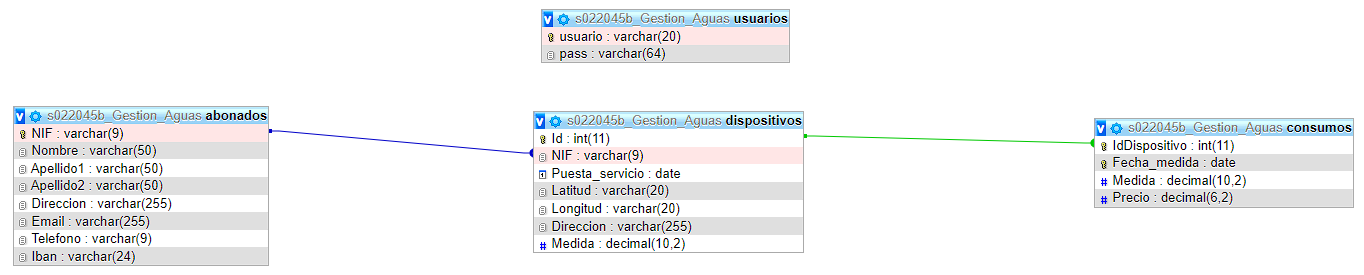 s022045b_Gestion_Aguas usuarios
usuario : varchar(20)
pass : varchar(64)
v s022045b_Gestion_Aguas abonados
NIF : varchar(9)
Nombre : varchar(50)
Apellido1 : varchar(50)
Apellido2 : varchar(50)
Direccion : varchar(255)
Email : varchar(255)
Telefono : varchar(9)
Iban : varchar(24)
v s022045b_Gestion_Aguas dispositivos
Id : int(11)
NIF : varchar(9)
Puesta_servicio : date
Latitud : varchar(20)
Longitud : varchar(20)
Direccion : varchar(255)
# Medida : decimal(10,2)
v s022045b_Gestion_Aguas consumos
IdDispositivo : int(11)
Fecha_medida : date
# Medida : decimal(10,2)
# Precio : decimal(6,2)